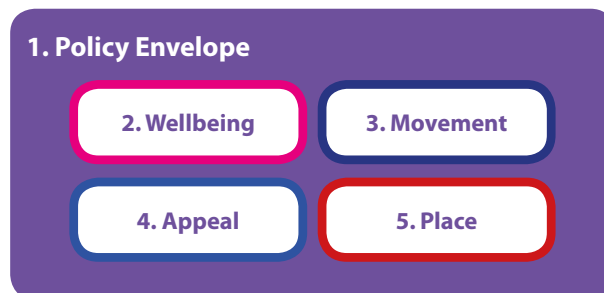 1. Policy Envelope
2. Wellbeing
3. Movement
4. Appeal
5. Place